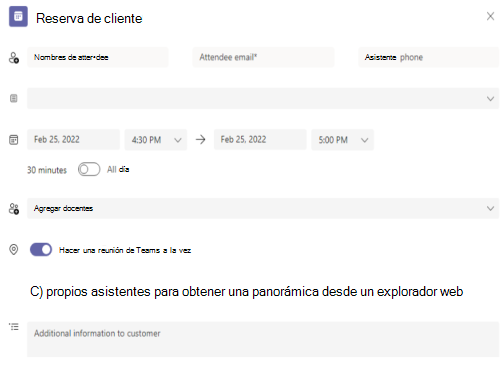 Reserva de cliente
Nombres de atter•dee Attendee email* Asistente phone
Feb 25, 2022 4:30 PM → Feb 25, 2022 5:00 PM
30 minutes All día
Agregar docentes
Hacer una reunión de Teams a la vez
C) propios asistentes para obtener una panorámica desde un explorador web
Additional information to customer